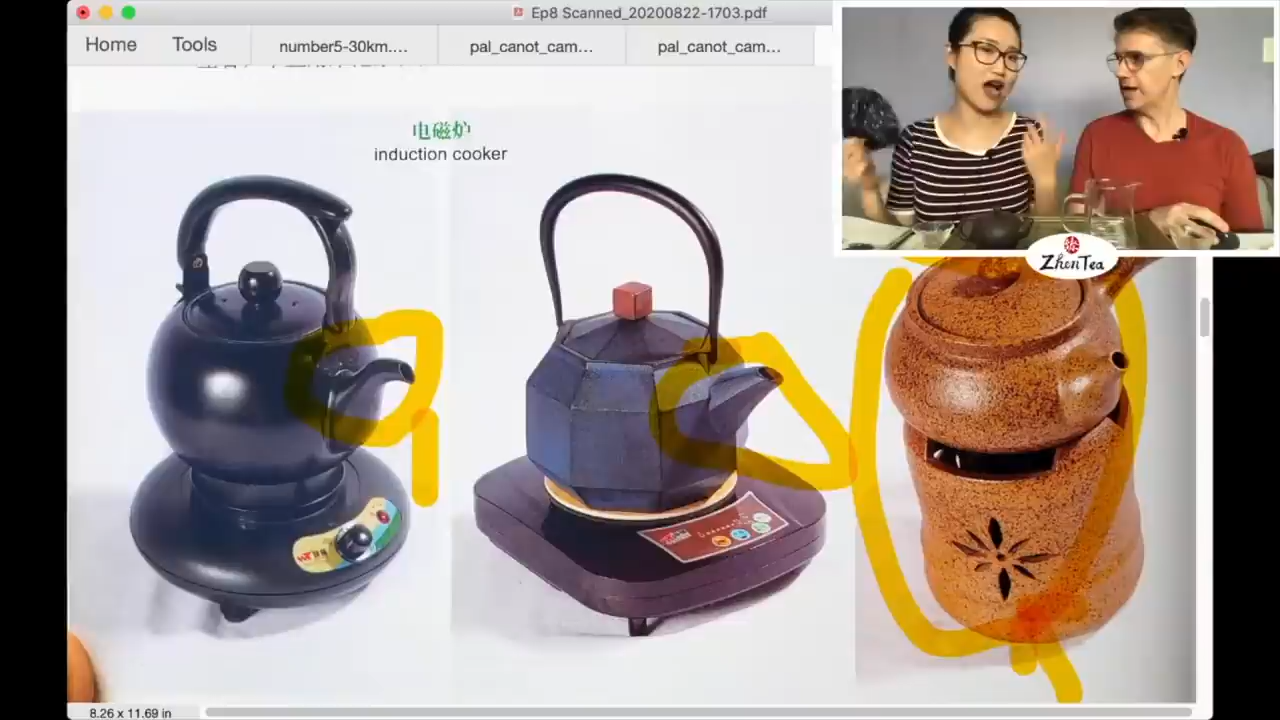 Ep8 Scanned_20200822-1703.pdf
Home
Tools
number5-30km....
pal_canot_cam...
pal_canot_cam...
电磁炉
induction cooker
ZhenTea
8.26 x 11.69 in